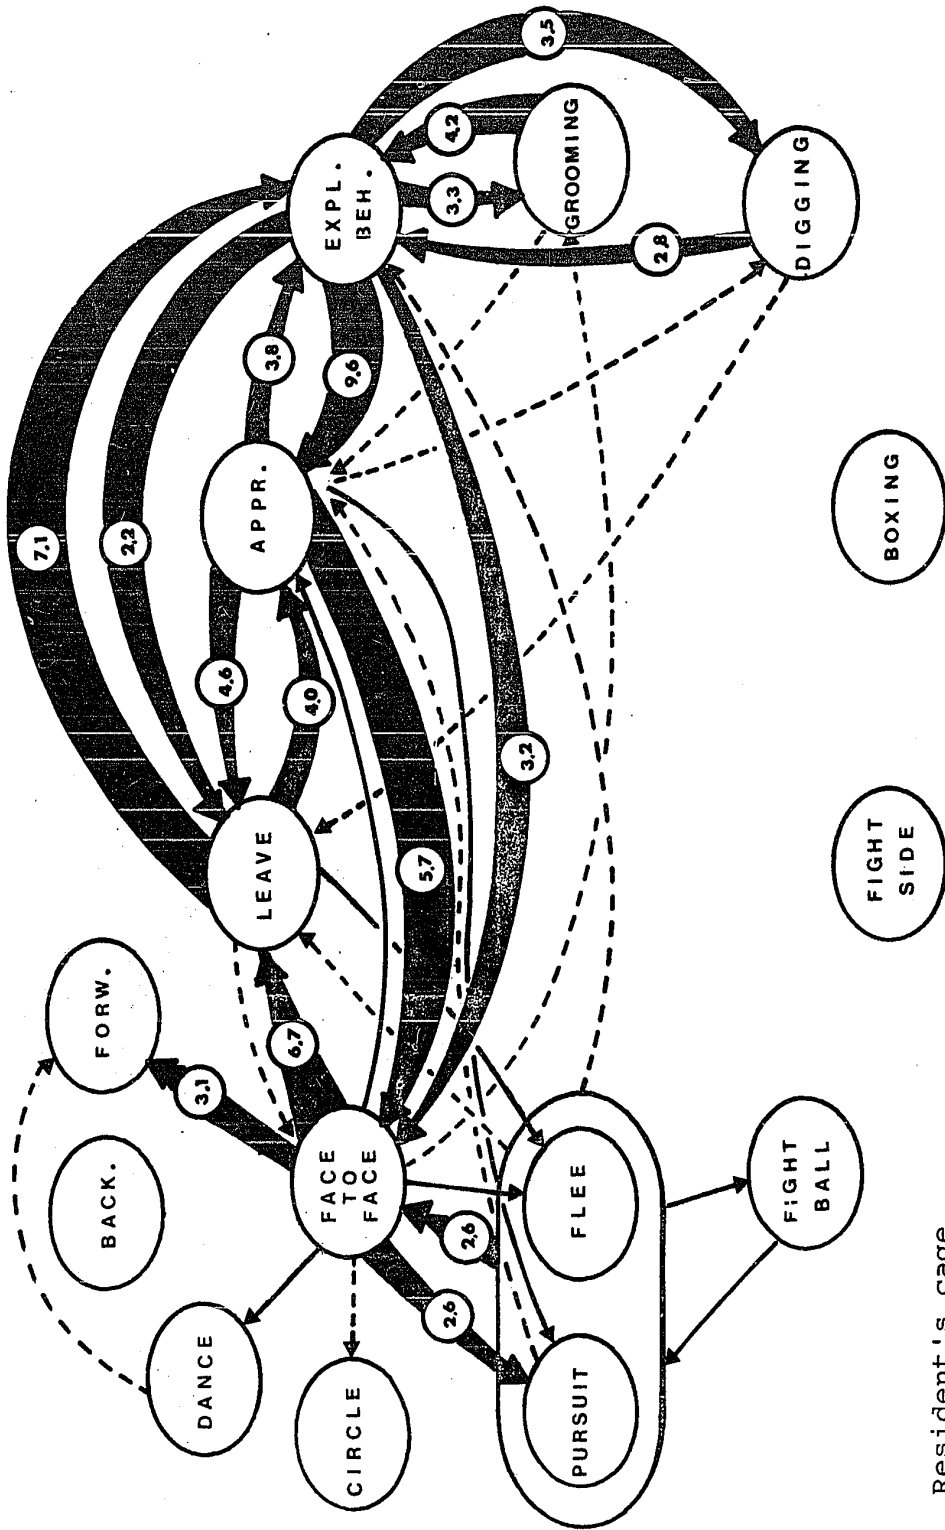 DANCE
BACK.
FORW.
CIRCLE
FACE
TO
FACE
LEAVE
APPR.
EXPL.
BEH.
PURSUIT
FLEE
GROOMING
FIGHT
BALL
FIGHT
SIDE
BOXING
DIGGING
3,1
6,7
2,6
2,6
7,1
2,2
4,6
4,0
5,7
3,2
3,8
9,6
3,3
4,2
3,5
2,8
Resident's cage